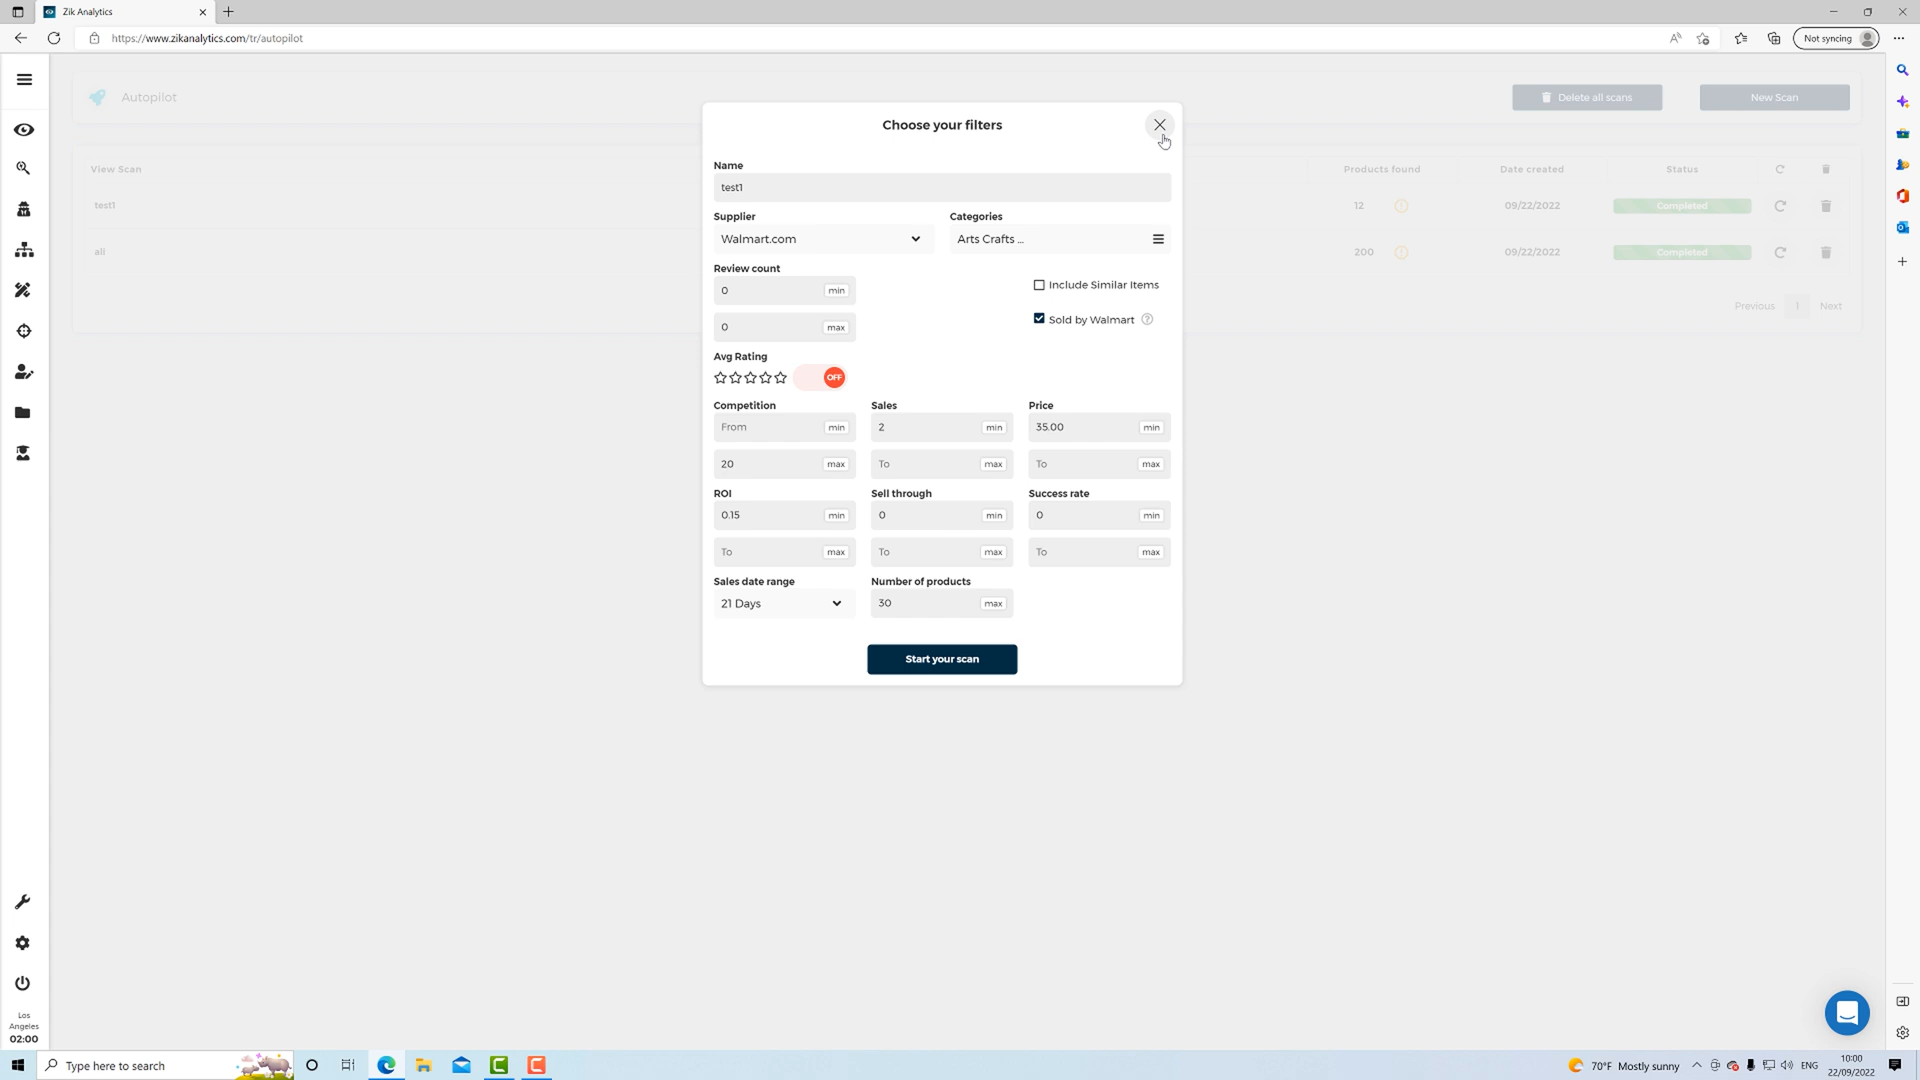 Zik Analytics
https://www.zikanalytics.com/tr/autopilot
Not syncing
Autopilot
Delete all scans
New Scan
Choose your filters
View Scan
Products found
Date created
Status
test1
12
09/22/2022
Completed
ali
200
09/22/2022
Completed
Previous
1
Next
Name
test1
Supplier
Categories
Walmart.com
Arts Crafts ...
Review count
0
min
Include Similar Items
0
max
Sold by Walmart
Avg Rating
OFF
Competition
Sales
Price
From
min
2
min
35.00
min
20
max
To
max
To
max
ROI
Sell through
Success rate
0.15
min
0
min
0
min
To
max
To
max
To
max
Sales date range
Number of products
21 Days
30
max
Start your scan
Los
Angeles
02:00
Type here to search
70°F Mostly sunny
ENG
10:00
22/09/2022